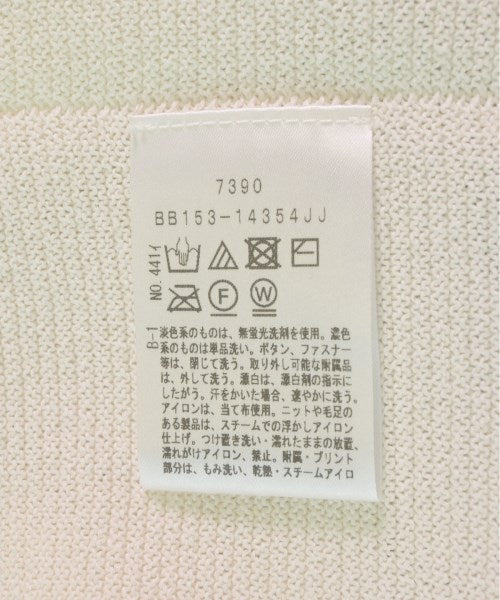 7390
BB153-14354JJ
NO.441イ
F
W
B-1
淡色系のものは、無蛍光洗剤を使用。濃色
系のものは単品洗い。ボタン、ファスナー
等は、閉じて洗う。取り外し可能な附属品
は、外して洗う。漂白は、漂白剤の指示に
したがう。汗をかいた場合、速やかに洗う。
アイロンは、当て布使用。ニットや毛足の
ある製品は、スチームでの浮かしアイロン
仕上げ。つけ置き洗い・濡れたままの放置、
濡れがけアイロン、禁止。附属・プリント
部分は、もみ洗い、乾熱・スチームアイロ